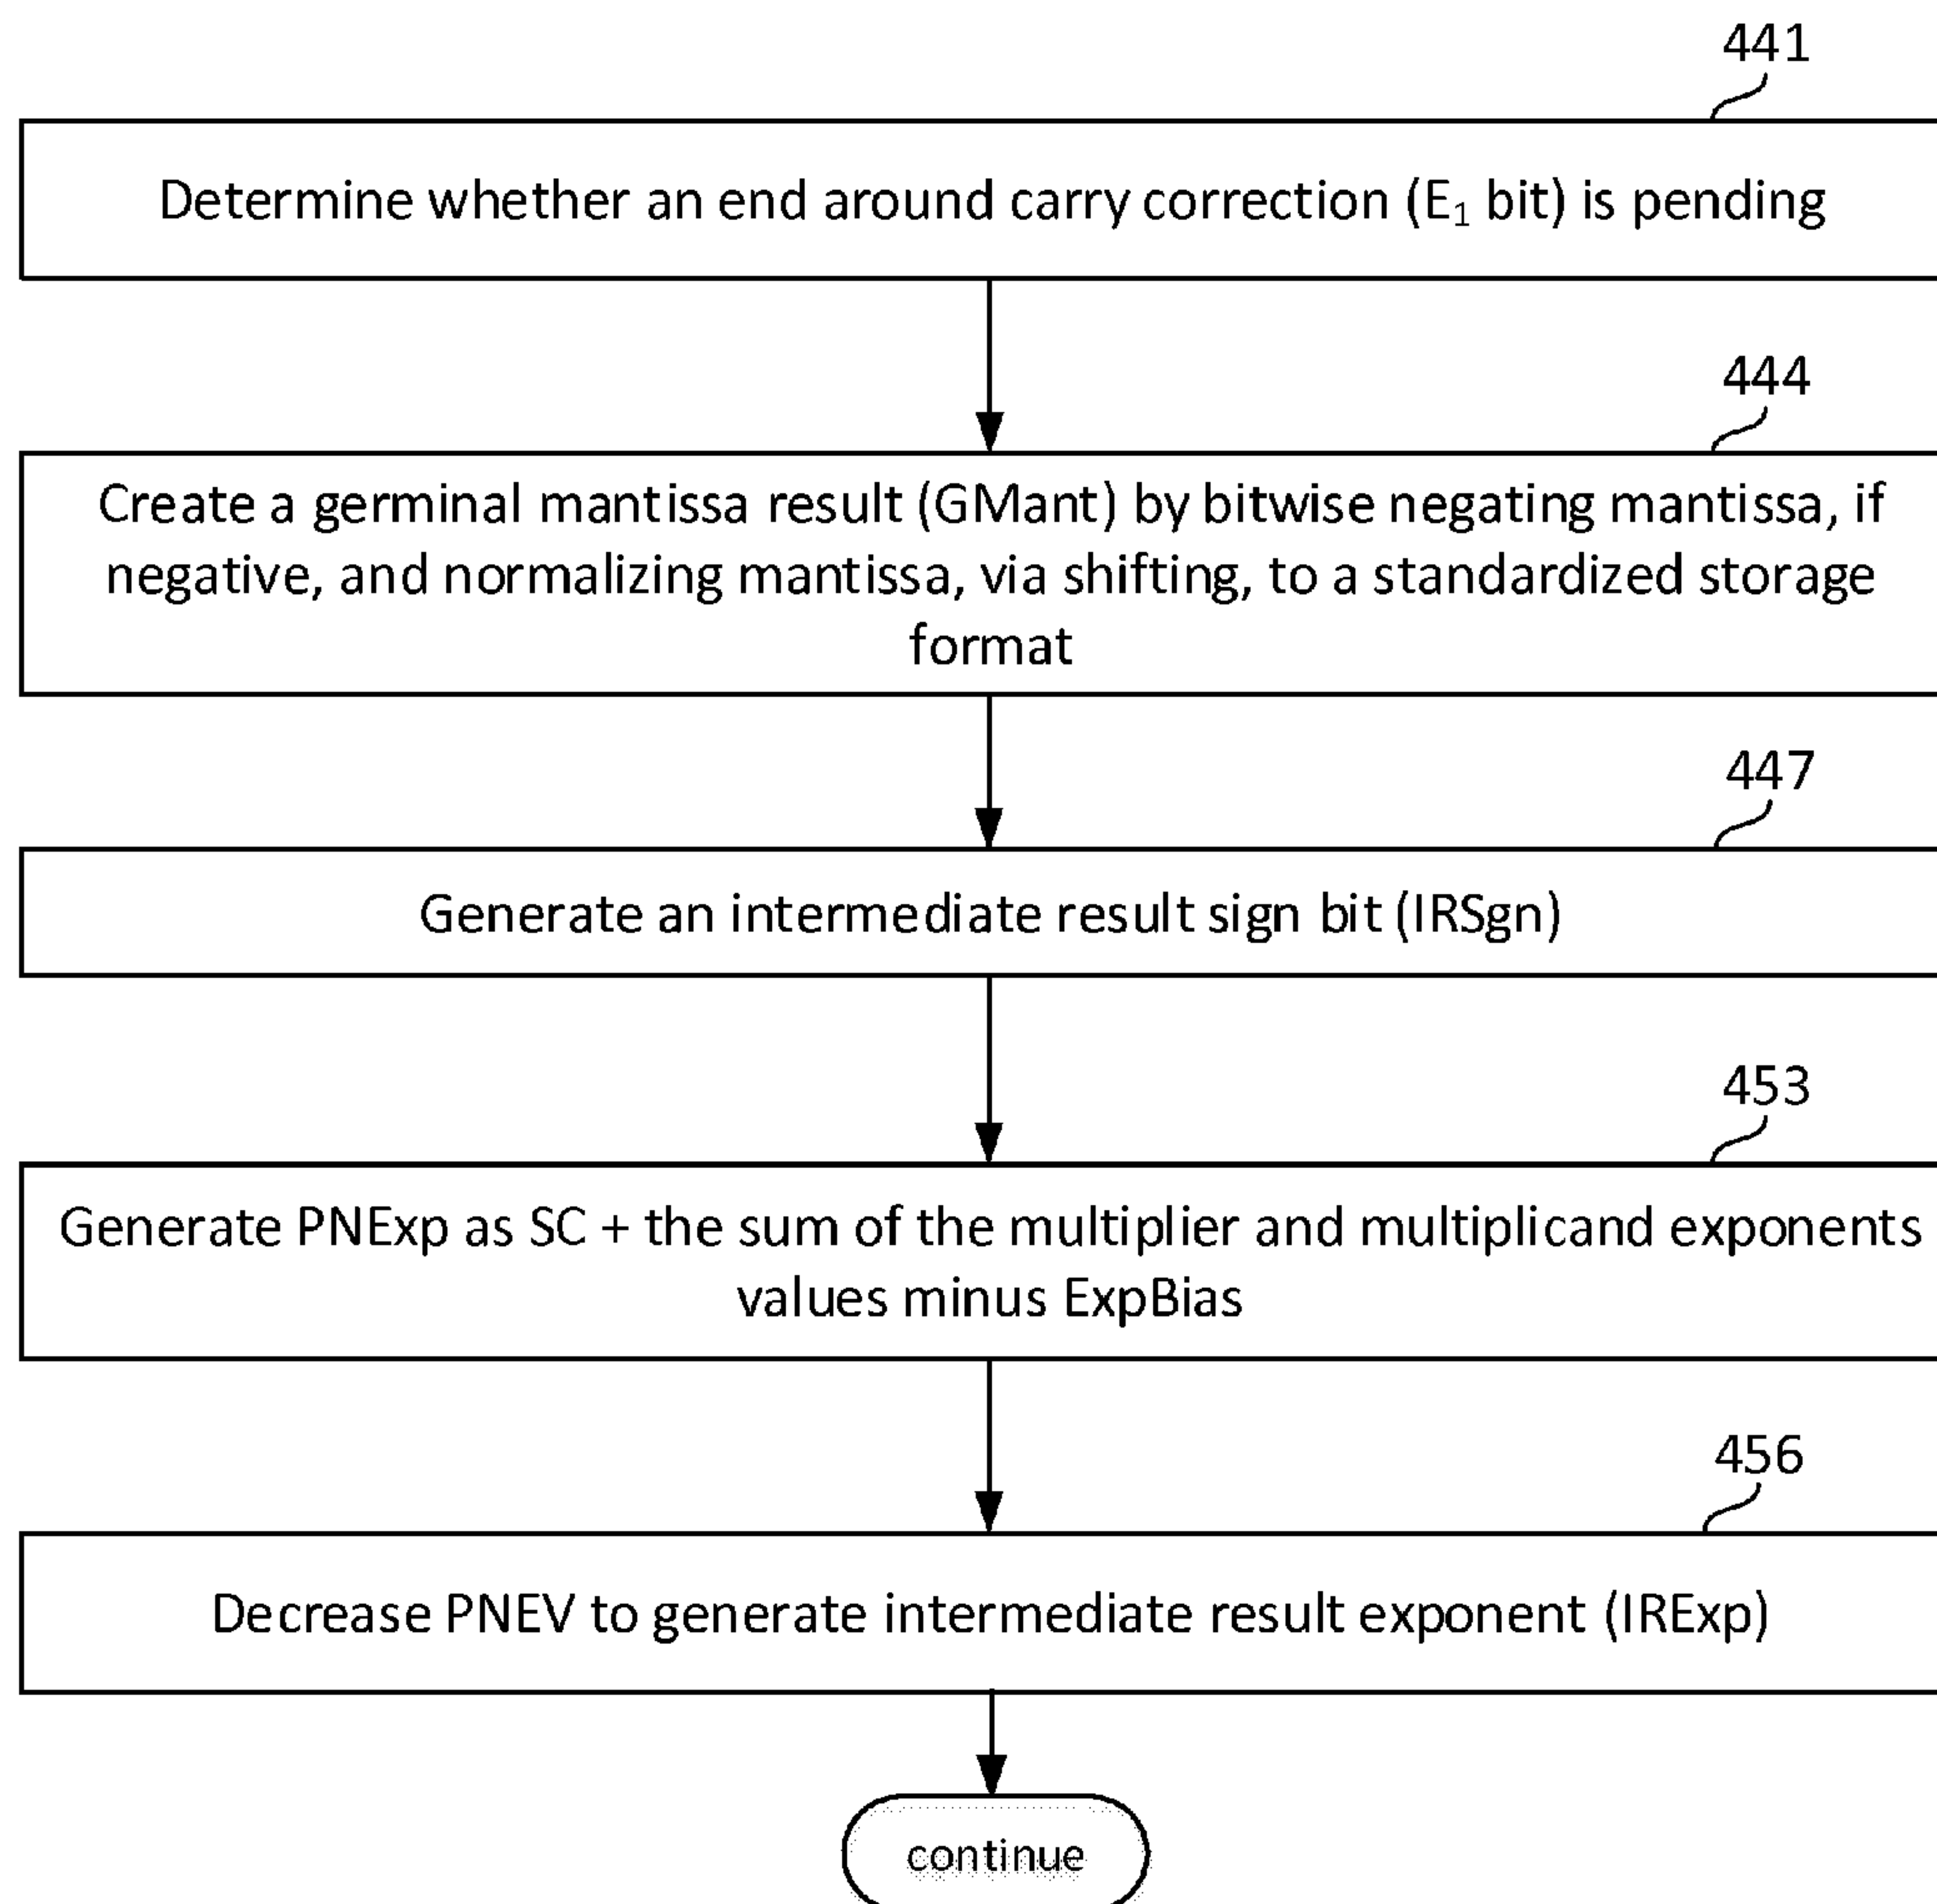 441
Determine whether an end around carry correction (E₁ bit) is pending
444
Create a germinal mantissa result (GMant) by bitwise negating mantissa, if
negative, and normalizing mantissa, via shifting, to a standardized storage
format
447
Generate an intermediate result sign bit (IRSgn)
453
Generate PNExp as SC + the sum of the multiplier and multiplicand exponents
values minus ExpBias
456
Decrease PNEV to generate intermediate result exponent (IRExp)
continue